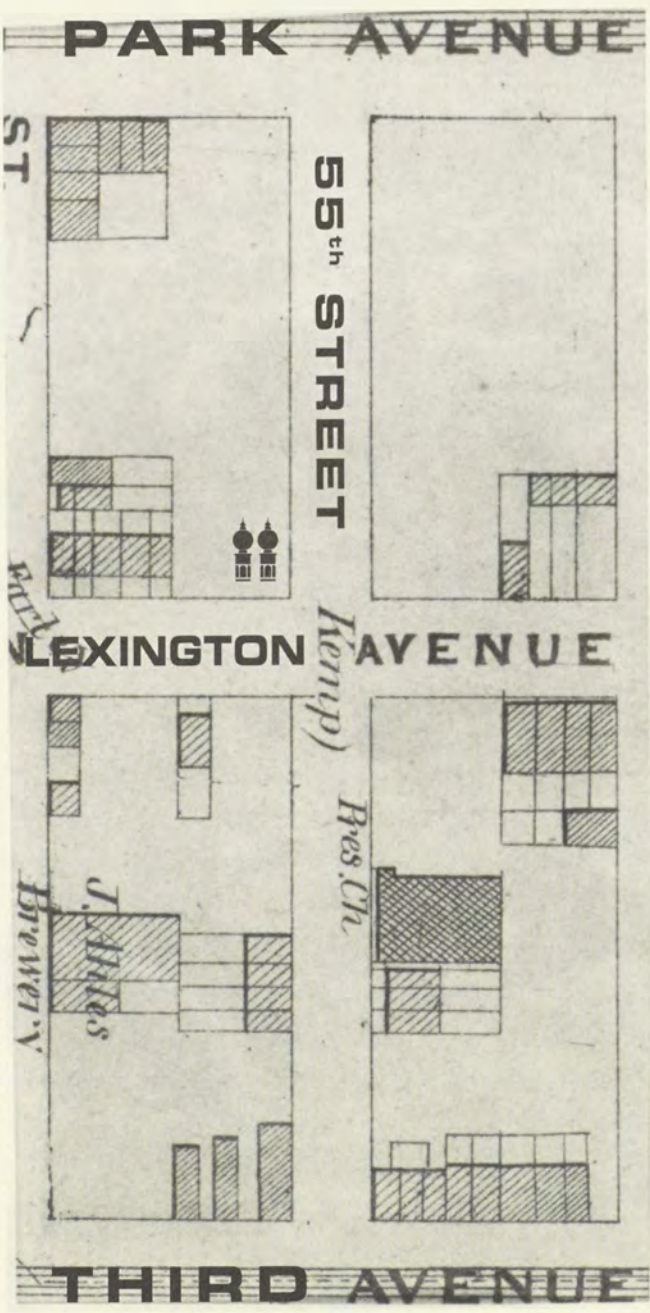 PARK AVENUE
ST.
55th STREET
LEXINGTON AVENUE
Kemp)
Pres. Ch.
J. Ahles
Brewery
THIRD AVENUE